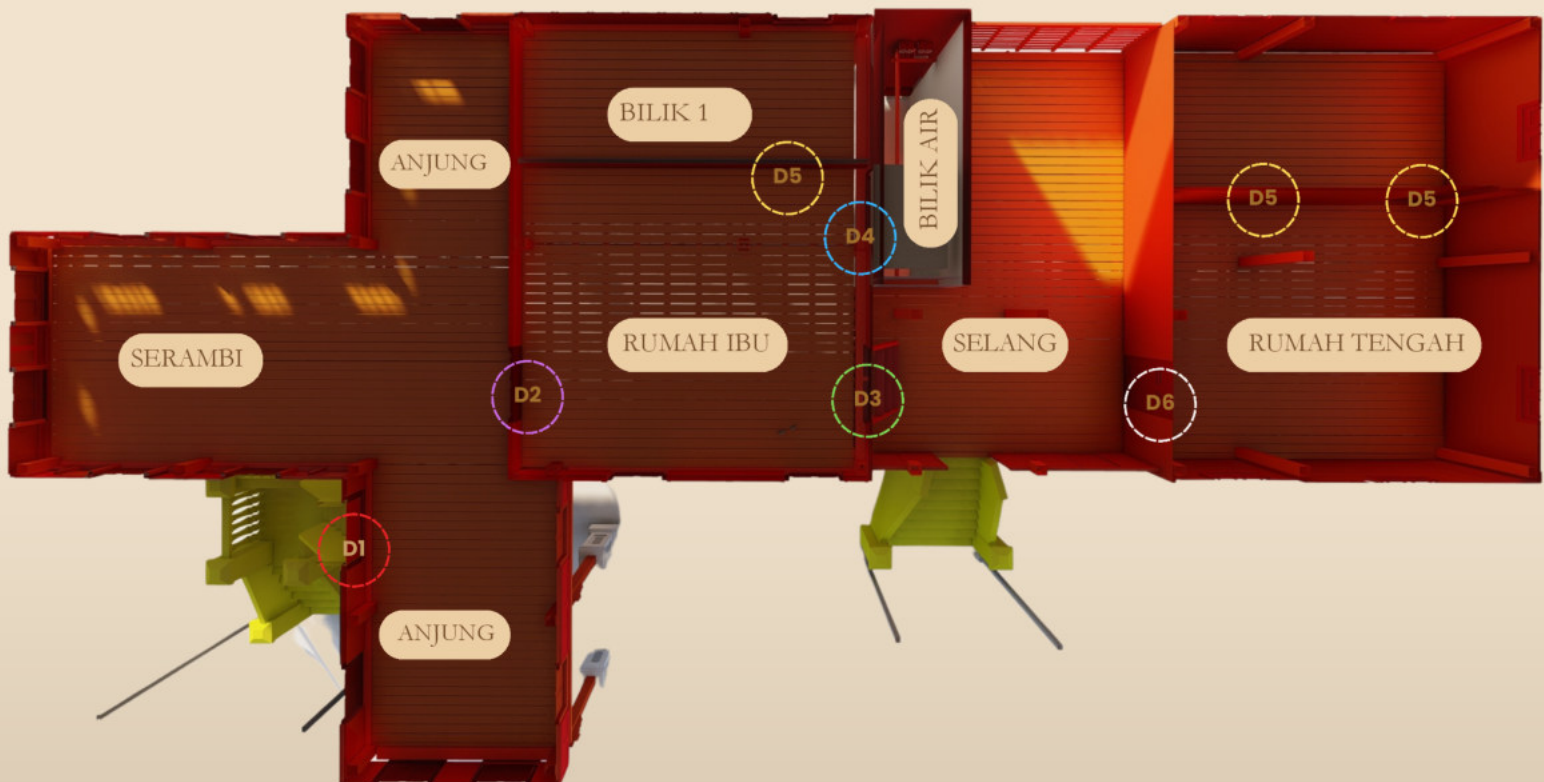 BILIK 1
ANJUNG
BILIK AIR
D5
D5
D5
D4
SERAMBI
RUMAH IBU
SELANG
RUMAH TENGAH
D2
D3
D6
D1
ANJUNG